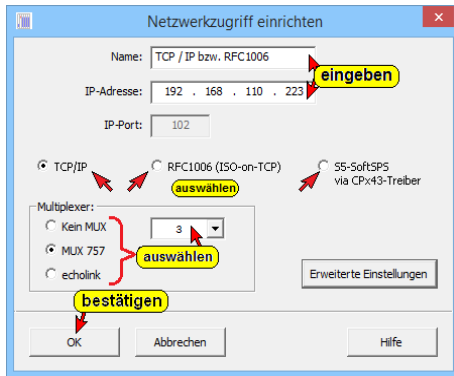 Netzwerkzugriff einrichten
Name: TCP / IP bzw. RFC1006
eingeben
IP-Adresse: 192 . 168 . 110 . 223
IP-Port: 102
TCP/IP RFC1006 (ISO-on-TCP) S5-SoftSPS
via CPx43-Treiber
auswählen
Multiplexer:
Kein MUX 3
MUX 757 auswählen
echolink Erweiterte Einstellungen
bestätigen
OK Abbrechen Hilfe